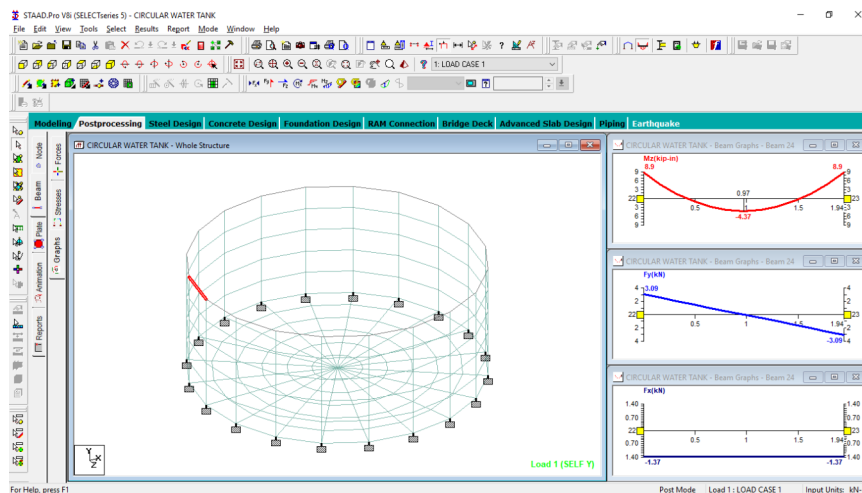 STAAD.Pro V8i (SELECTseries 5) - CIRCULAR WATER TANK
File Edit View Tools Select Results Report Mode Window Help
1: LOAD CASE 1
Modeling Postprocessing Steel Design Concrete Design Foundation Design RAM Connection Bridge Deck Advanced Slab Design Piping Earthquake
Node
Beam
Plate
Animation
Reports
Forces
Stresses
Graphs
CIRCULAR WATER TANK - Whole Structure
Y
X
Z
Load 1 (SELF Y)
CIRCULAR WATER TANK - Beam Graphs - Beam 24
Mz(kip-in)
8.9 8.9
9 9
6 6
3 0.97 3
22 0.5 1 1.5 1.94 23
3 -4.37 3
6 6
9 9
CIRCULAR WATER TANK - Beam Graphs - Beam 24
Fy(kN)
4 3.09 4
2 2
22 0.5 1 1.5 1.94 23
2 2
4 -3.09 4
CIRCULAR WATER TANK - Beam Graphs - Beam 24
Fx(kN)
1.40 1.40
0.70 0.70
22 0.5 1 1.5 1.94 23
0.70 0.70
1.40 -1.37 -1.37 1.40
For Help, press F1
Post Mode Load 1 : LOAD CASE 1 Input Units: kN-